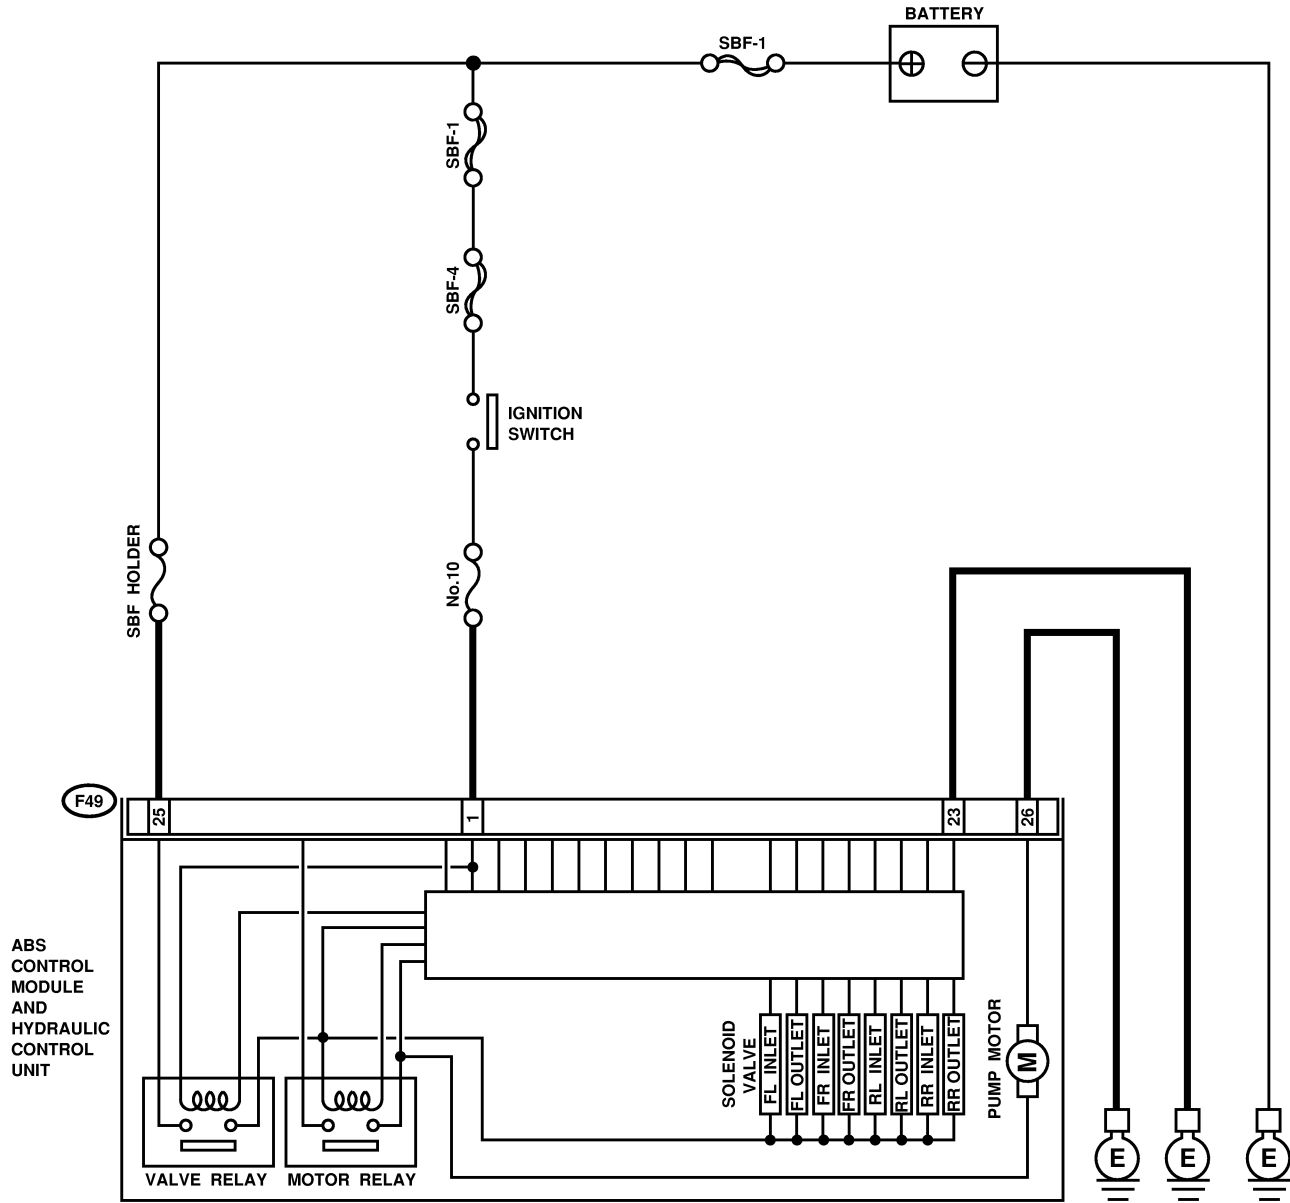 BATTERY
SBF-1
SBF-1
SBF-4
IGNITION
SWITCH
SBF HOLDER
No.10
F49
25
1
23
26
ABS
CONTROL
MODULE
AND
HYDRAULIC
CONTROL
UNIT
SOLENOID
VALVE
FL INLET
FL OUTLET
FR INLET
FR OUTLET
RL INLET
RL OUTLET
RR INLET
RR OUTLET
PUMP MOTOR
M
VALVE RELAY
MOTOR RELAY
E
E
E